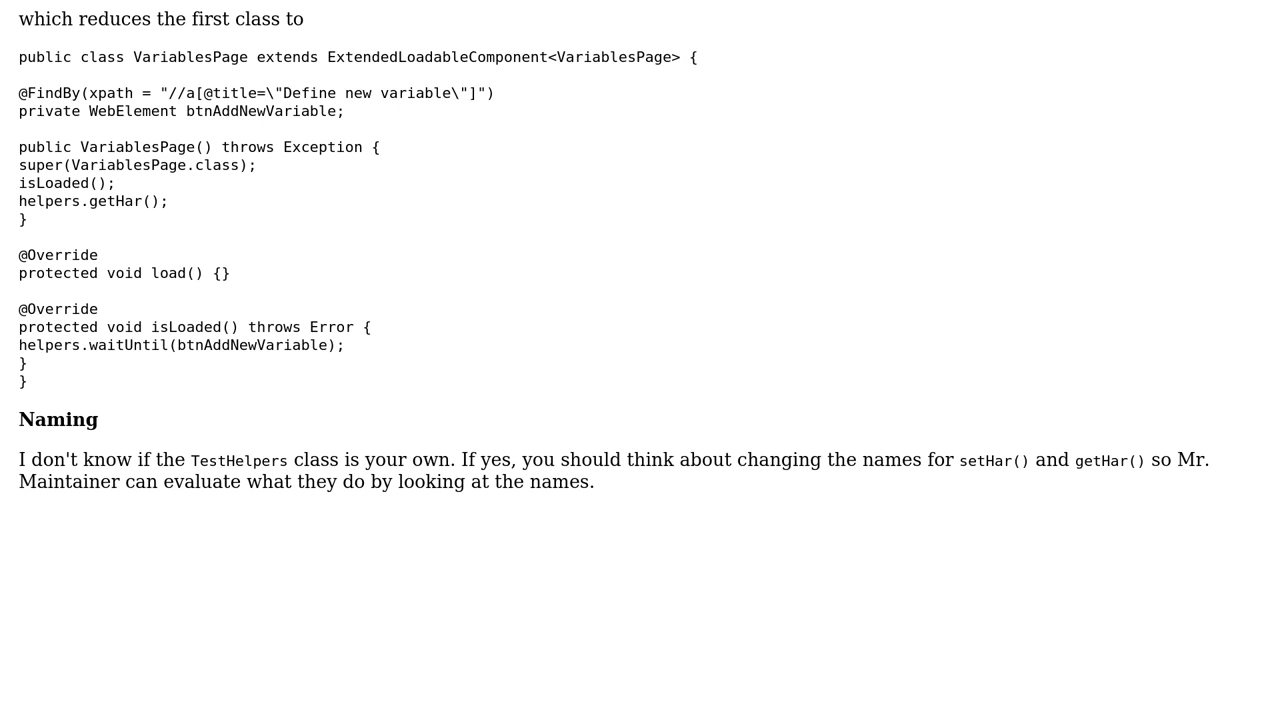 which reduces the first class to
public class VariablesPage extends ExtendedLoadableComponent<VariablesPage> {
@FindBy(xpath = "//a[@title=\"Define new variable\"]")
private WebElement btnAddNewVariable;
public VariablesPage() throws Exception {
super(VariablesPage.class);
isLoaded();
helpers.getHar();
}
@Override
protected void load() {}
@Override
protected void isLoaded() throws Error {
helpers.waitUntil(btnAddNewVariable);
}
}
Naming
I don't know if the TestHelpers class is your own. If yes, you should think about changing the names for setHar() and getHar() so Mr.
Maintainer can evaluate what they do by looking at the names.